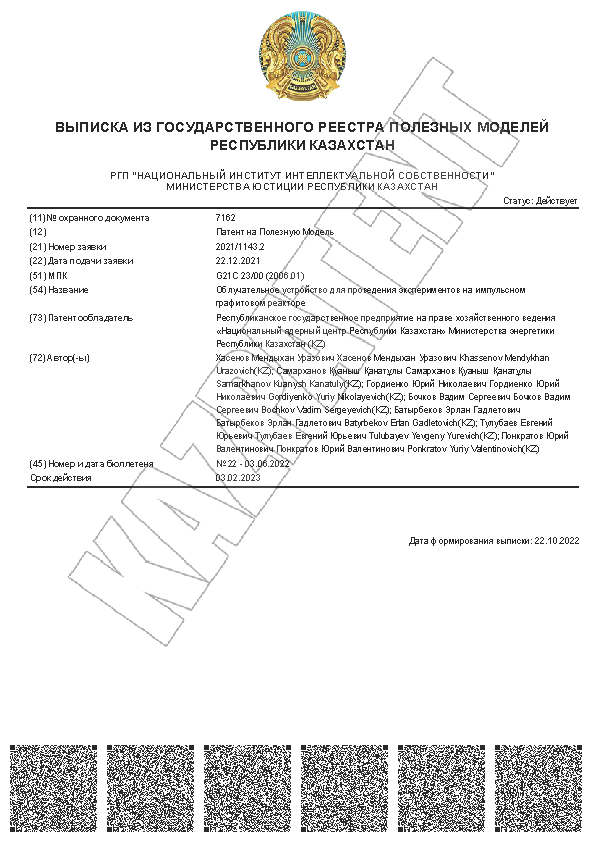 ҚАЗАҚСТАН
ВЫПИСКА ИЗ ГОСУДАРСТВЕННОГО РЕЕСТРА ПОЛЕЗНЫХ МОДЕЛЕЙ
РЕСПУБЛИКИ КАЗАХСТАН
РГП "НАЦИОНАЛЬНЫЙ ИНСТИТУТ ИНТЕЛЛЕКТУАЛЬНОЙ СОБСТВЕННОСТИ"
МИНИСТЕРСТВА ЮСТИЦИИ РЕСПУБЛИКИ КАЗАХСТАН
Статус: Действует
(11) № охранного документа 7162
(12) Патент на Полезную Модель
(21) Номер заявки 2021/1143.2
(22) Дата подачи заявки 22.12.2021
(51) МПК G21C 23/00 (2006.01)
(54) Название Облучательное устройство для проведения экспериментов на импульсном
графитовом реакторе
(73) Патентообладатель Республиканское государственное предприятие на праве хозяйственного ведения
«Национальный ядерный центр Республики Казахстан» Министерства энергетики
Республики Казахстан (KZ)
(72) Автор(-ы) Хасенов Мендыхан Уразович Хасенов Мендыхан Уразович Khassenov Mendykhan
Urazovich(KZ); Самарханов Қуаныш Қанатұлы Самарханов Қуаныш Қанатұлы
Samarkhanov Kuanysh Kanatuly(KZ); Гордиенко Юрий Николаевич Гордиенко Юрий
Николаевич Gordiyenko Yuriy Nikolayevich(KZ); Бочков Вадим Сергеевич Бочков Вадим
Сергеевич Bochkov Vadim Sergeyevich(KZ); Батырбеков Эрлан Гадлетович
Батырбеков Эрлан Гадлетович Batyrbekov Erlan Gadletovich(KZ); Тулубаев Евгений
Юрьевич Тулубаев Евгений Юрьевич Tulubayev Yevgeny Yurevich(KZ); Понкратов Юрий
Валентинович Понкратов Юрий Валентинович Ponkratov Yuriy Valentinovich(KZ)
(45) Номер и дата бюллетеня №22 - 03.06.2022
Срок действия 03.02.2023
Дата формирования выписки: 22.10.2022
KAZPATENT